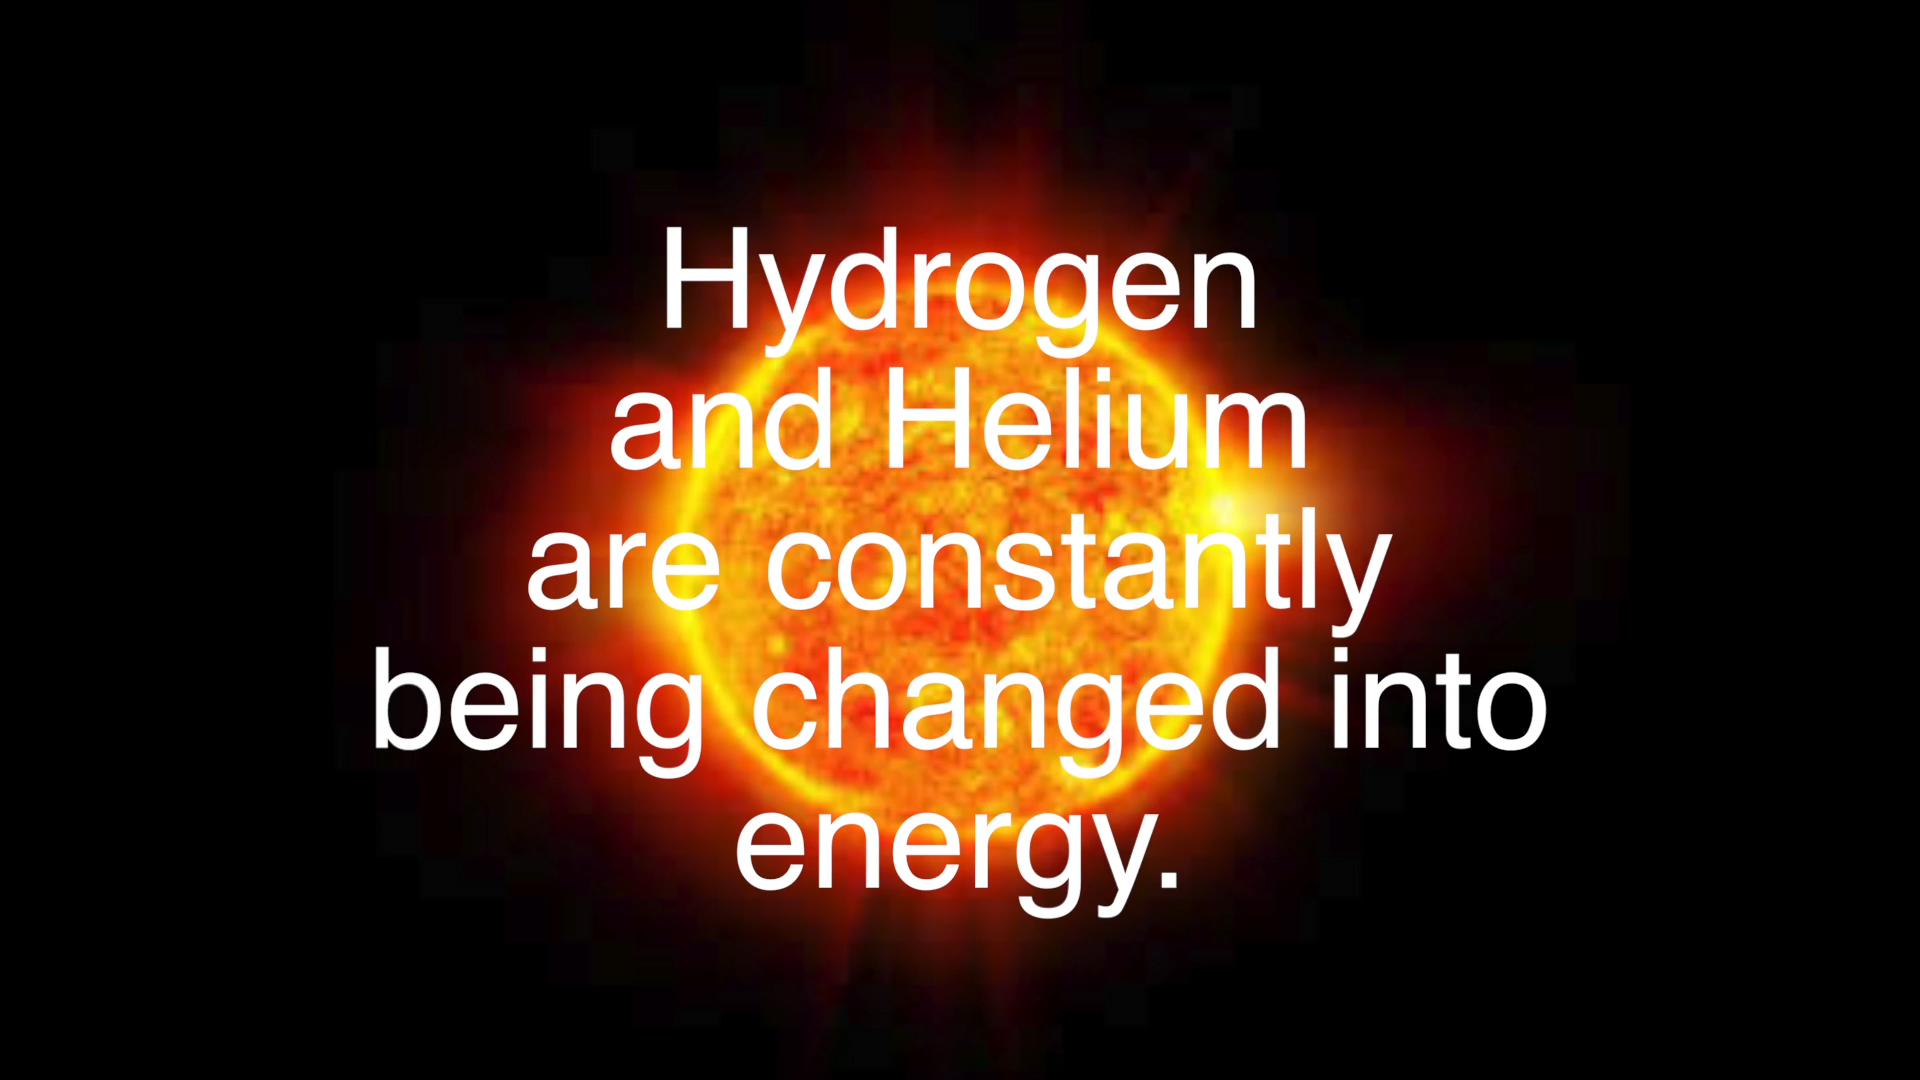 Hydrogen
and Helium
are constantly
being changed into
energy.